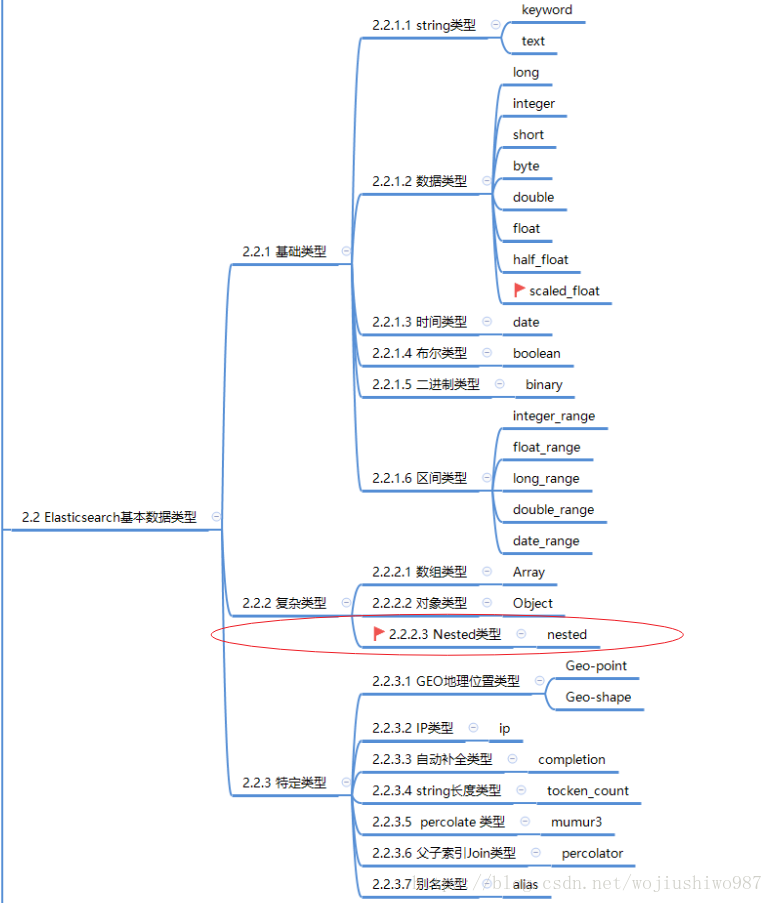 2.2 Elasticsearch基本数据类型
2.2.1 基础类型
2.2.1.1 string类型
keyword
text
2.2.1.2 数据类型
long
integer
short
byte
double
float
half_float
scaled_float
2.2.1.3 时间类型
date
2.2.1.4 布尔类型
boolean
2.2.1.5 二进制类型
binary
2.2.1.6 区间类型
integer_range
float_range
long_range
double_range
date_range
2.2.2 复杂类型
2.2.2.1 数组类型
Array
2.2.2.2 对象类型
Object
2.2.2.3 Nested类型
nested
2.2.3 特定类型
2.2.3.1 GEO地理位置类型
Geo-point
Geo-shape
2.2.3.2 IP类型
ip
2.2.3.3 自动补全类型
completion
2.2.3.4 string长度类型
tocken_count
2.2.3.5 percolate 类型
mumur3
2.2.3.6 父子索引Join类型
percolator
2.2.3.7 别名类型
alias
blog.csdn.net/wojiushiwo987